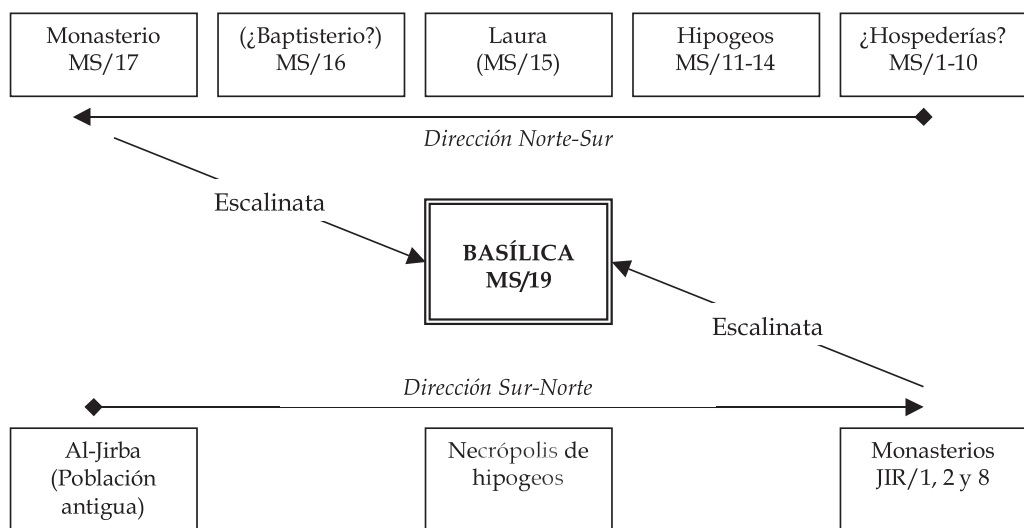 Monasterio
MS/17
(¿Baptisterio?)
MS/16
Laura
(MS/15)
Hipogeos
MS/11-14
¿Hospederías?
MS/1-10
Dirección Norte-Sur
Escalinata
BASÍLICA
MS/19
Escalinata
Dirección Sur-Norte
Al-Jirba
(Población
antigua)
Necrópolis de
hipogeos
Monasterios
JIR/1, 2 y 8